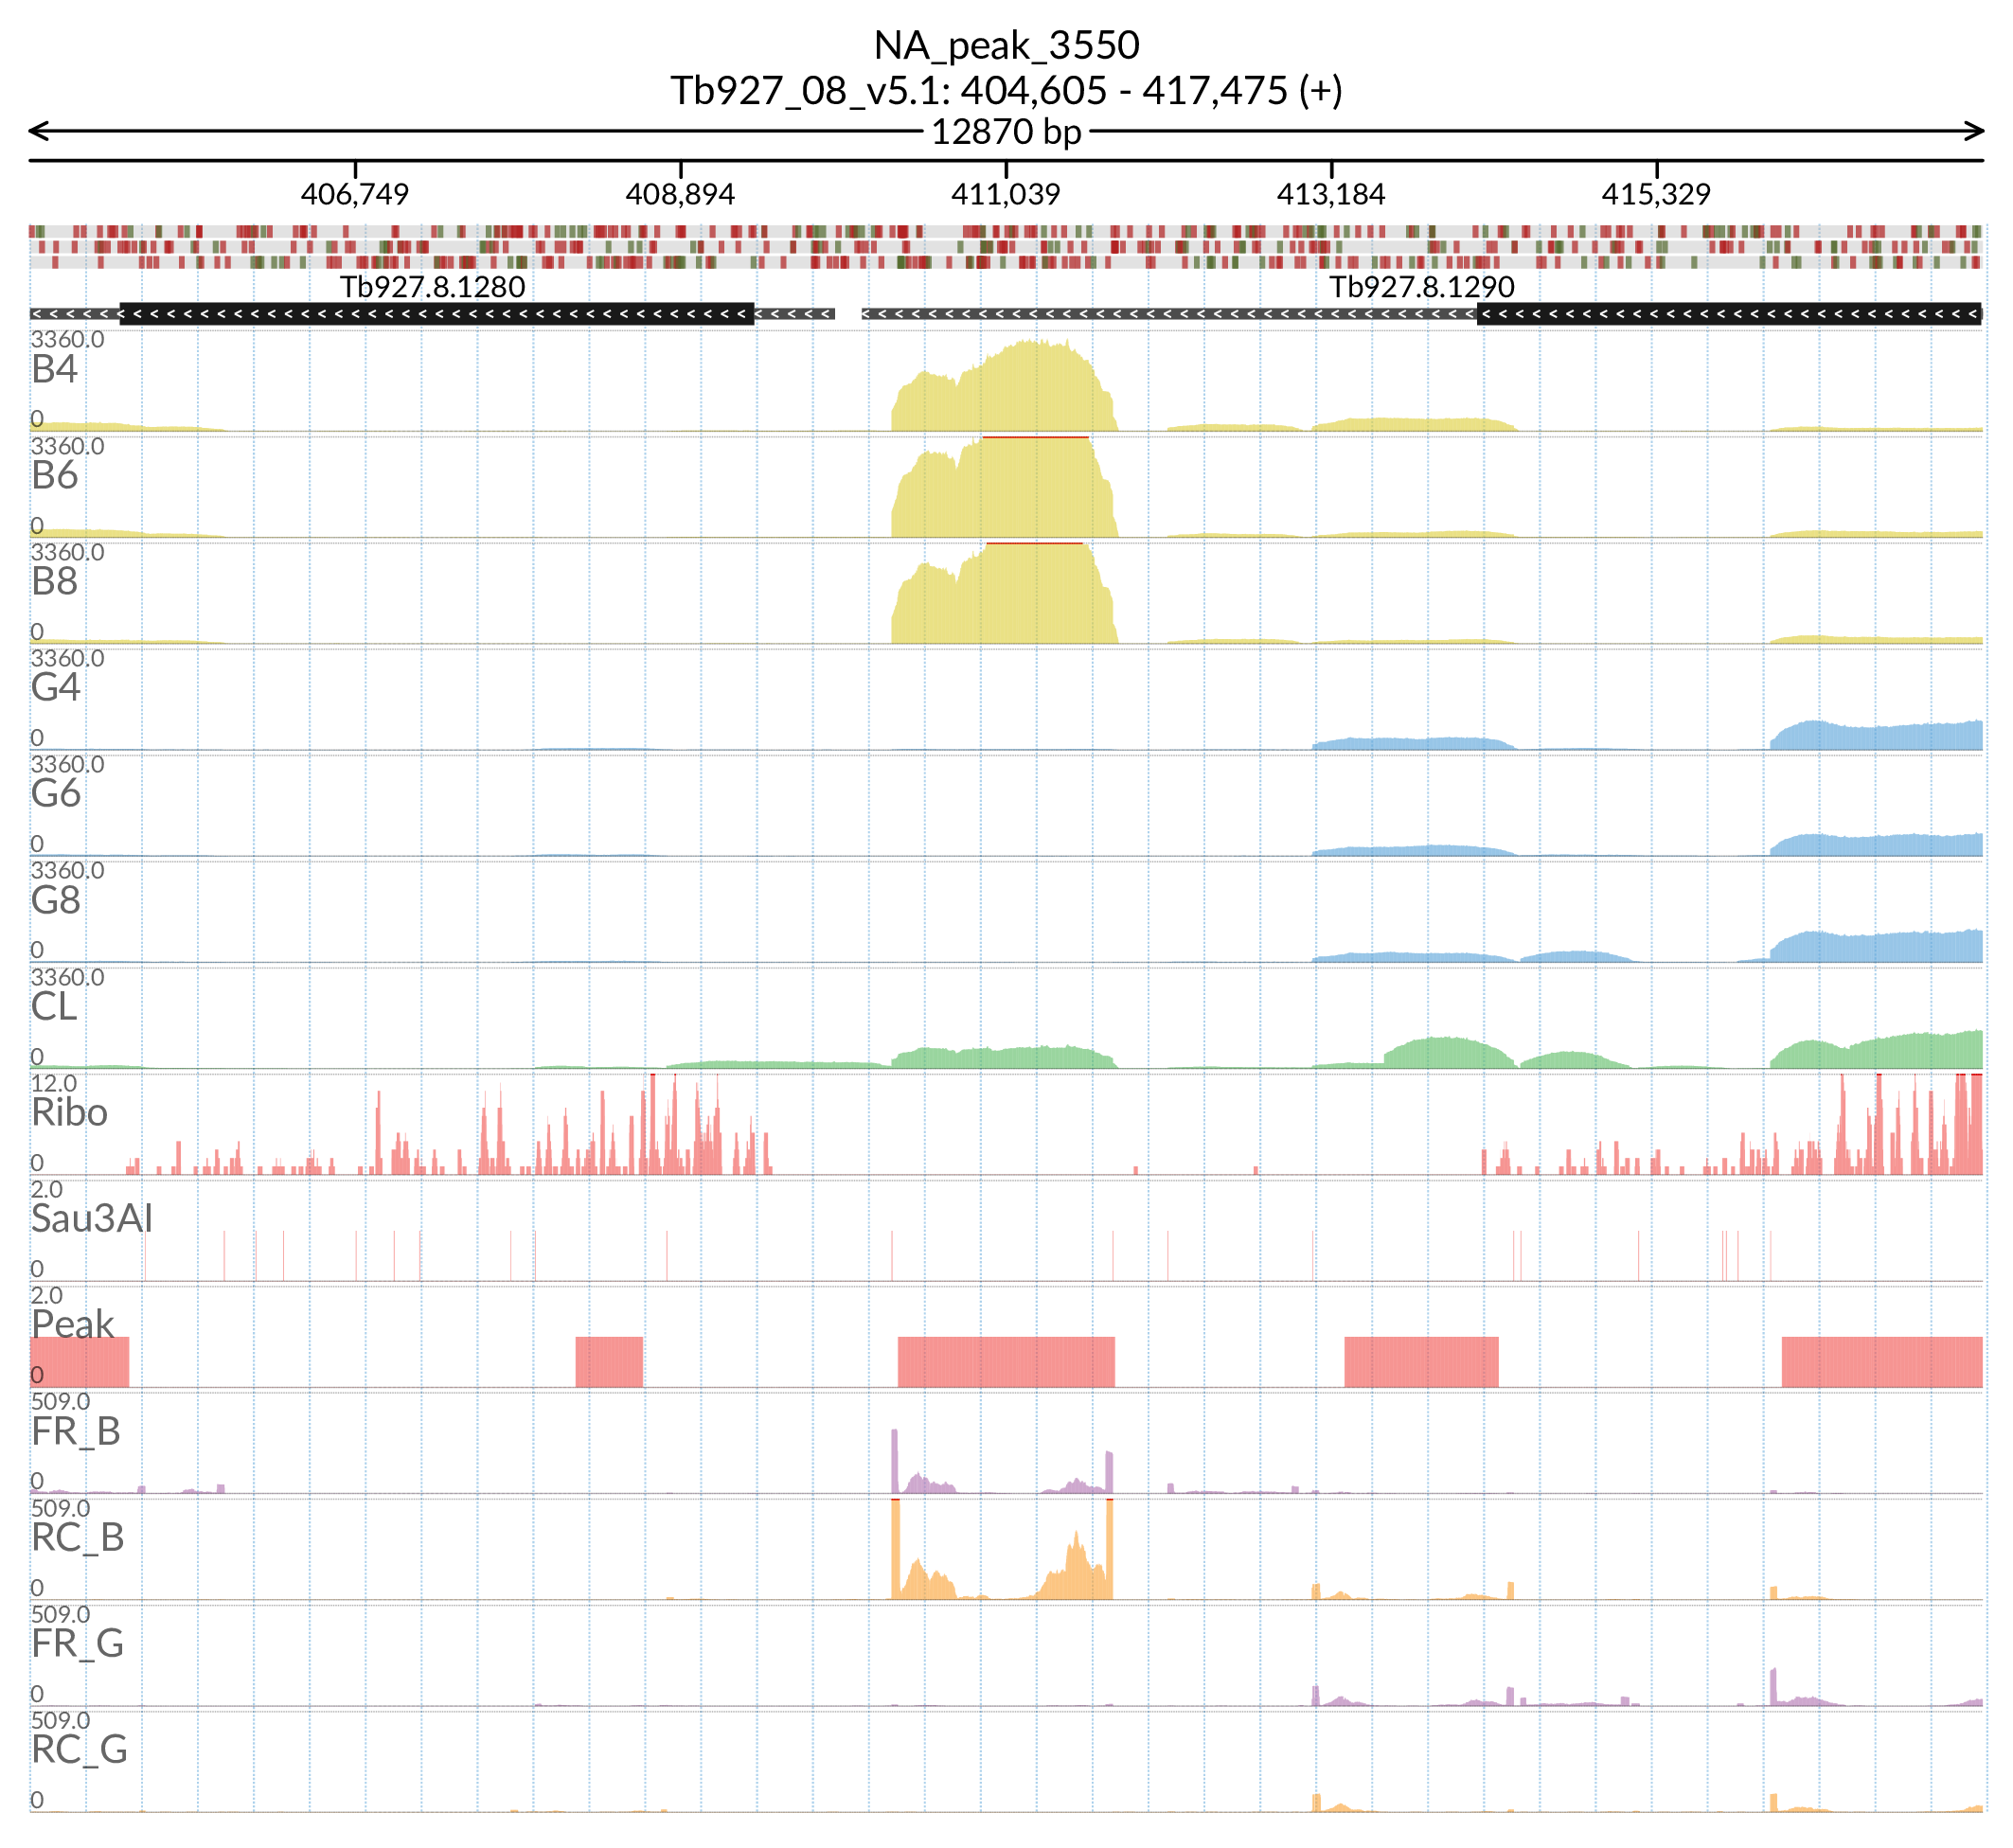 NA_peak_3550
Tb927_08_v5.1: 404,605 - 417,475 (+)
12870 bp
406,749 408,894 411,039 413,184 415,329
Tb927.8.1280 Tb927.8.1290
3360.0
B4
0
3360.0
B6
0
3360.0
B8
0
3360.0
G4
0
3360.0
G6
0
3360.0
G8
0
3360.0
CL
0
12.0
Ribo
0
2.0
Sau3AI
0
2.0
Peak
0
509.0
FR_B
0
509.0
RC_B
0
509.0
FR_G
0
509.0
RC_G
0